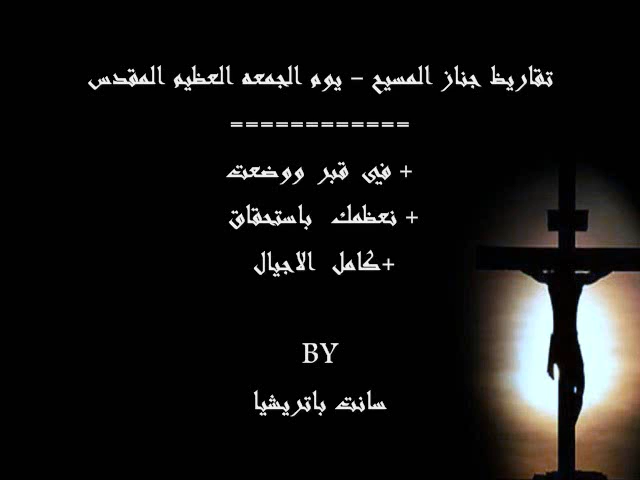 تقاريظ جناز المسيح - يوم الجمعه العظيم المقدس
============
+ في قبر ووضعت
+ نعظمك باستحقاق
+كامل الاجيال
BY
سانت باتريشيا